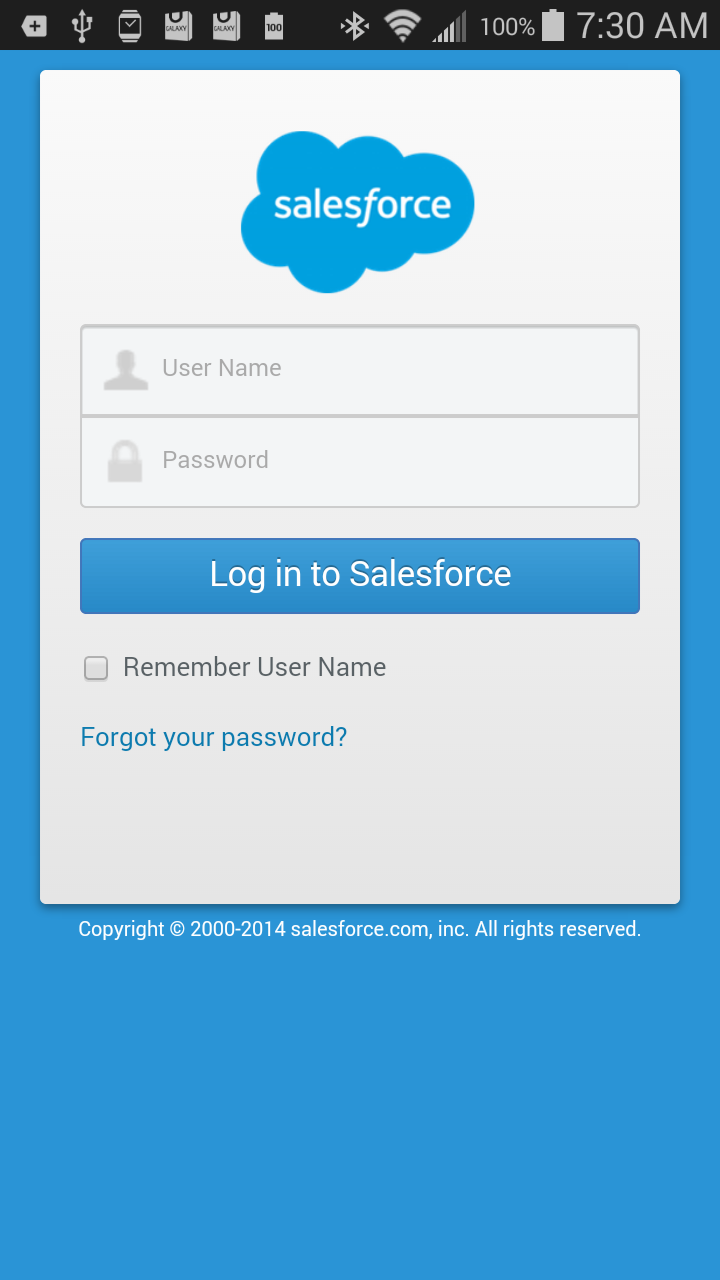 GALAXY GALAXY 100 100% 7:30 AM
salesforce
User Name
Password
Log in to Salesforce
Remember User Name
Forgot your password?
Copyright © 2000-2014 salesforce.com, inc. All rights reserved.